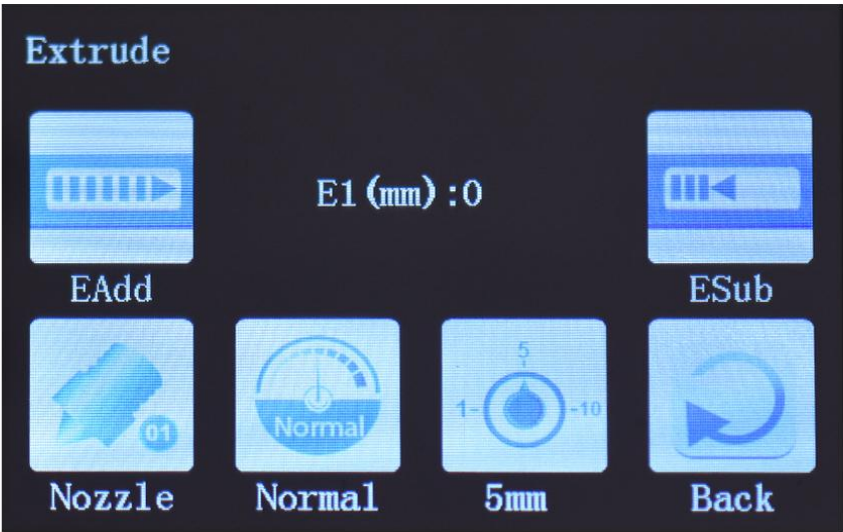 Extrude
E1(mm):0
EAdd
ESub
5
1-
-10
01
Normal
Nozzle
Normal
5mm
Back